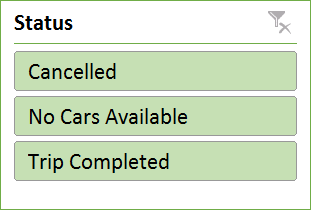 Status
Cancelled
No Cars Available
Trip Completed